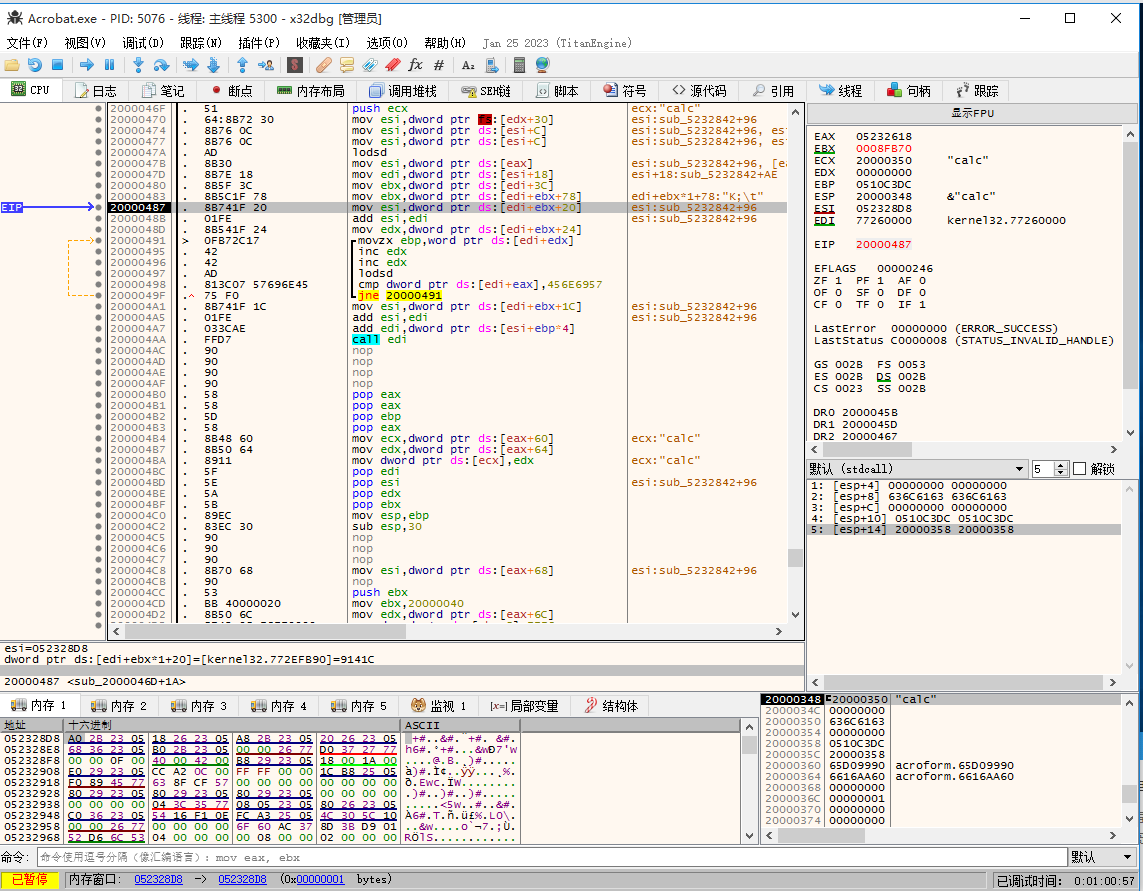 Acrobat.exe - PID: 5076 - 线程: 主线程 5300 - x32dbg [管理员]
文件(F) 视图(V) 调试(D) 跟踪(N) 插件(P) 收藏夹(I) 选项(O) 帮助(H) Jan 25 2023 (TitanEngine)
CPU 日志 笔记 断点 内存布局 调用堆栈 SEH链 脚本 符号 源代码 引用 线程 句柄 跟踪
2000046F . 51 push ecx ecx:"calc"
20000470 . 64:8B72 30 mov esi,dword ptr fs:[edx+30] esi:sub_5232842+96
20000474 . 8B76 0C mov esi,dword ptr ds:[esi+C] esi:sub_5232842+96, es
20000477 . 8B76 0C mov esi,dword ptr ds:[esi+C] esi:sub_5232842+96, es
2000047A . AD lodsd
2000047B . 8B30 mov esi,dword ptr ds:[eax] esi:sub_5232842+96, [ea
2000047D . 8B7E 18 mov edi,dword ptr ds:[esi+18] esi+18:sub_5232842+AE
20000480 . 8B5F 3C mov ebx,dword ptr ds:[edi+3C]
20000483 . 8B5C1F 78 mov ebx,dword ptr ds:[edi+ebx+78] edi+ebx*1+78:"K;\t"
EIP 20000487 . 8B741F 20 mov esi,dword ptr ds:[edi+ebx+20] esi:sub_5232842+96
2000048B . 01FE add esi,edi esi:sub_5232842+96
2000048D . 8B541F 24 mov edx,dword ptr ds:[edi+ebx+24]
20000491 > 0FB72C17 movzx ebp,word ptr ds:[edi+edx]
20000495 . 42 inc edx
20000496 . 42 inc edx
20000497 . AD lodsd
20000498 . 813C07 57696E45 cmp dword ptr ds:[edi+eax],456E6957
2000049F .^ 75 F0 jne 20000491
200004A1 . 8B741F 1C mov esi,dword ptr ds:[edi+ebx+1C] esi:sub_5232842+96
200004A5 . 01FE add esi,edi esi:sub_5232842+96
200004A7 . 033CAE add edi,dword ptr ds:[esi+ebp*4]
200004AA . FFD7 call edi
200004AC . 90 nop
200004AD . 90 nop
200004AE . 90 nop
200004AF . 90 nop
200004B0 . 58 pop eax
200004B1 . 58 pop eax
200004B2 . 5D pop ebp
200004B3 . 58 pop eax
200004B4 . 8B48 60 mov ecx,dword ptr ds:[eax+60] ecx:"calc"
200004B7 . 8B50 64 mov edx,dword ptr ds:[eax+64]
200004BA . 8911 mov dword ptr ds:[ecx],edx ecx:"calc"
200004BC . 5F pop edi
200004BD . 5E pop esi esi:sub_5232842+96
200004BE . 5A pop edx
200004BF . 5B pop ebx
200004C0 . 89EC mov esp,ebp
200004C2 . 83EC 30 sub esp,30
200004C5 . 90 nop
200004C6 . 90 nop
200004C7 . 90 nop
200004C8 . 8B70 68 mov esi,dword ptr ds:[eax+68] esi:sub_5232842+96
200004CB . 90 nop
200004CC . 53 push ebx
200004CD . BB 40000020 mov ebx,20000040
200004D2 . 8B50 6C mov edx,dword ptr ds:[eax+6C]
显示FPU
EAX 05232618
EBX 0008FB70
ECX 20000350 "calc"
EDX 00000000
EBP 0510C3DC
ESP 20000348 &"calc"
ESI 052328D8
EDI 77260000 kernel32.77260000
EIP 20000487
EFLAGS 00000246
ZF 1 PF 1 AF 0
OF 0 SF 0 DF 0
CF 0 TF 0 IF 1
LastError 00000000 (ERROR_SUCCESS)
LastStatus C0000008 (STATUS_INVALID_HANDLE)
GS 002B FS 0053
ES 002B DS 002B
CS 0023 SS 002B
DR0 2000045B
DR1 2000045D
DR2 20000467
默认 (stdcall) 5 解锁
1: [esp+4] 00000000 00000000
2: [esp+8] 636C6163 636C6163
3: [esp+C] 00000000 00000000
4: [esp+10] 0510C3DC 0510C3DC
5: [esp+14] 20000358 20000358
esi=052328D8
dword ptr ds:[edi+ebx*1+20]=[kernel32.772EFB90]=9141C
20000487 <sub_2000046D+1A>
内存 1 内存 2 内存 3 内存 4 内存 5 监视 1 [x=] 局部变量 结构体
地址 十六进制 ASCII
052328D8 A0 2B 23 05 18 26 23 05 A8 2B 23 05 20 26 23 05
052328E8 68 36 23 05 B0 2B 23 05 00 00 26 77 D0 37 27 77
052328F8 00 00 0F 00 40 00 42 00 B8 29 23 05 18 00 1A 00
05232908 E0 29 23 05 CC A2 0C 00 FF FF 00 00 1C B8 25 05
05232918 F0 89 45 77 63 8F CF 57 00 00 00 00 00 00 00 00
05232928 80 29 23 05 80 29 23 05 80 29 23 05 00 00 00 00
05232938 00 00 00 00 04 3C 35 77 08 05 23 05 80 26 23 05
05232948 C0 36 23 05 54 16 F1 0E FC A3 25 05 4C 30 5C 10
05232958 00 00 26 77 00 00 00 00 6F 60 AC 37 8D 3B D9 01
05232968 52 D6 6C 53 04 00 00 00 00 08 00 00 02 00 00 00
20000348 20000350 "calc"
2000034C 00000000
20000350 636C6163
20000354 00000000
20000358 0510C3DC
2000035C 20000358
20000360 65D09990 acroform.65D09990
20000364 6616AA60 acroform.6616AA60
20000368 00000000
2000036C 00000001
20000370 00000000
20000374 00000000
命令: 命令使用逗号分隔（像汇编语言）: mov eax, ebx 默认
已暂停 内存窗口: 052328D8 -> 052328D8 (0x00000001 bytes) 已调试时间: 0:01:00:57